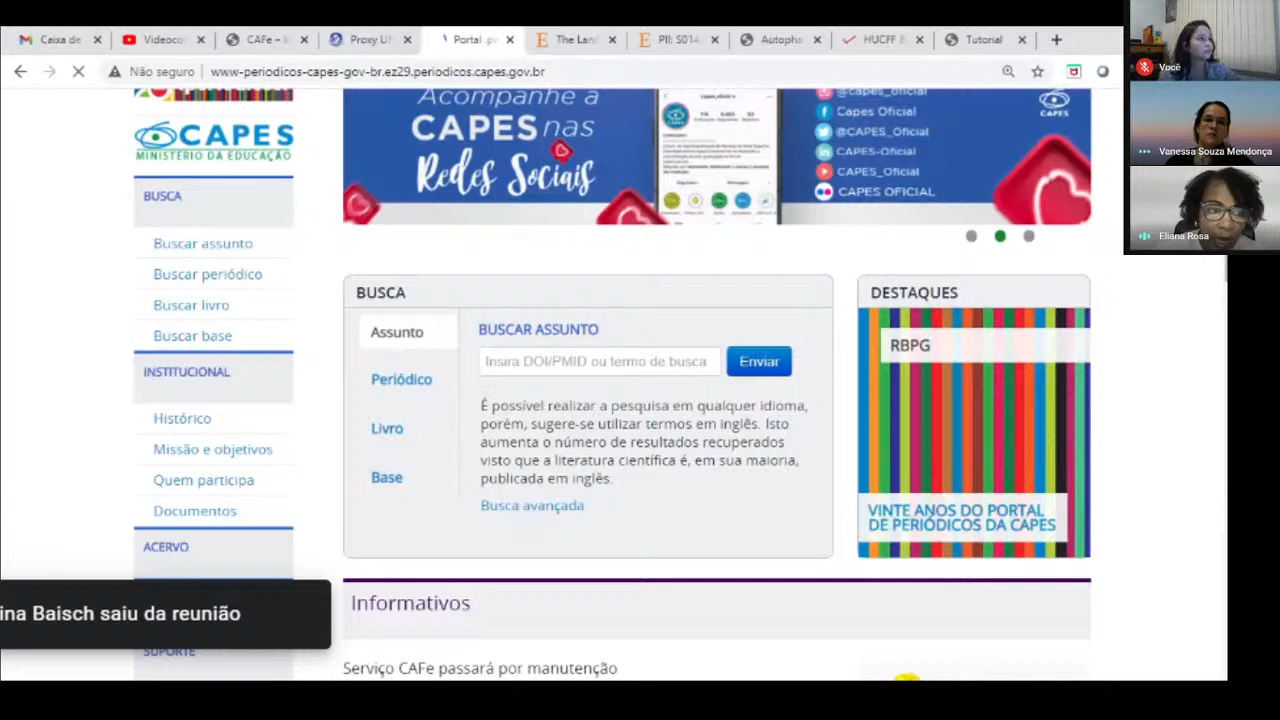 Caixa de
Videoco
CAFe – I
Proxy U
Portal .pe
The Lan
PII: S014
Autopha
HUCFF
Tutorial
Não seguro | www-periodicos-capes-gov-br.ez29.periodicos.capes.gov.br
Você
Vanessa Souza Mendonça
Eliana Rosa
CAPES
MINISTÉRIO DA EDUCAÇÃO
BUSCA
Buscar assunto
Buscar periódico
Buscar livro
Buscar base
INSTITUCIONAL
Histórico
Missão e objetivos
Quem participa
Documentos
ACERVO
SUPORTE
Acompanhe a
CAPES nas
Redes Sociais
@capes_oficial
Capes Oficial
@CAPES_Oficial
CAPES-Oficial
CAPES_Oficial
CAPES OFICIAL
CAPES
BUSCA
Assunto
Periódico
Livro
Base
BUSCAR ASSUNTO
Insira DOI/PMID ou termo de busca
Enviar
É possível realizar a pesquisa em qualquer idioma,
porém, sugere-se utilizar termos em inglês. Isto
aumenta o número de resultados recuperados
visto que a literatura científica é, em sua maioria,
publicada em inglês.
Busca avançada
DESTAQUES
RBPG
VINTE ANOS DO PORTAL
DE PERIÓDICOS DA CAPES
ina Baisch saiu da reunião
Informativos
Serviço CAFe passará por manutenção